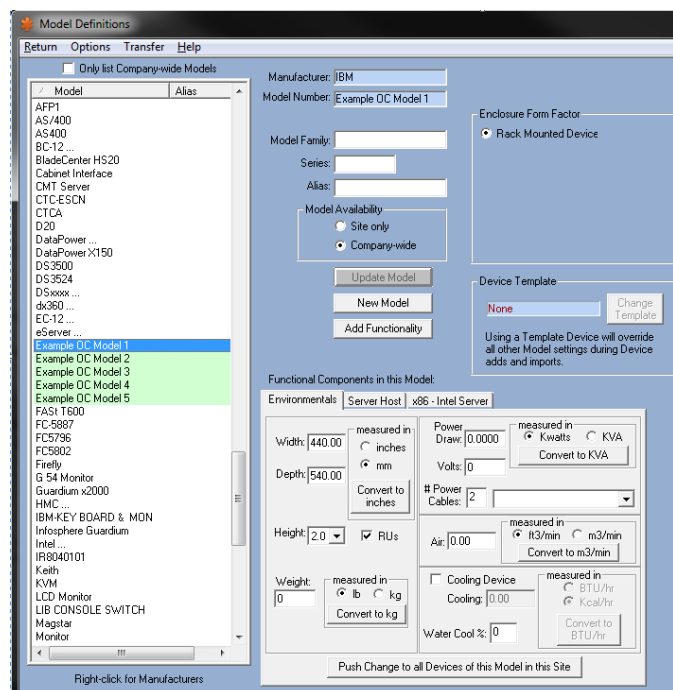 Model Definitions
Return Options Transfer Help
Only list Company-wide Models
Model Alias
AFP1
AS/400
AS400
BC-12 ...
BladeCenter HS20
Cabinet Interface
CMT Server
CTC-ESCN
CTCA
D20
DataPower ...
DataPower X150
DS3500
DS3524
DSxxxx ...
dx360 ...
EC-12 ...
eServer ...
Example OC Model 1
Example OC Model 2
Example OC Model 3
Example OC Model 4
Example OC Model 5
FASt T600
FC-5887
FC5796
FC5802
Firefly
G 54 Monitor
Guardium x2000
HMC ...
IBM-KEY BOARD & MON
Infosphere Guardium
Intel ...
IR8040101
Keith
KVM
LCD Monitor
LIB CONSOLE SWITCH
Magstar
Monitor
Right-click for Manufacturers
Manufacturer: IBM
Model Number: Example OC Model 1
Model Family:
Series:
Alias:
Model Availability
Site only
Company-wide
Update Model
New Model
Add Functionality
Enclosure Form Factor
Rack Mounted Device
Device Template
None
Change
Template
Using a Template Device will override
all other Model settings during Device
adds and imports.
Functional Components in this Model:
Environmentals Server Host x86 - Intel Server
Width: 440.00
Depth: 540.00
measured in
inches
mm
Convert to
inches
Height: 2.0 RUs
Weight:
0
measured in
lb kg
Convert to kg
Power
Draw: 0.0000
measured in
Kwatts KVA
Convert to KVA
Volts: 0
# Power
Cables: 2
Air: 0.00
measured in
ft3/min m3/min
Convert to m3/min
Cooling Device
Cooling: 0.00
Water Cool %: 0
measured in
BTU/hr
Kcal/hr
Convert to
BTU/hr
Push Change to all Devices of this Model in this Site